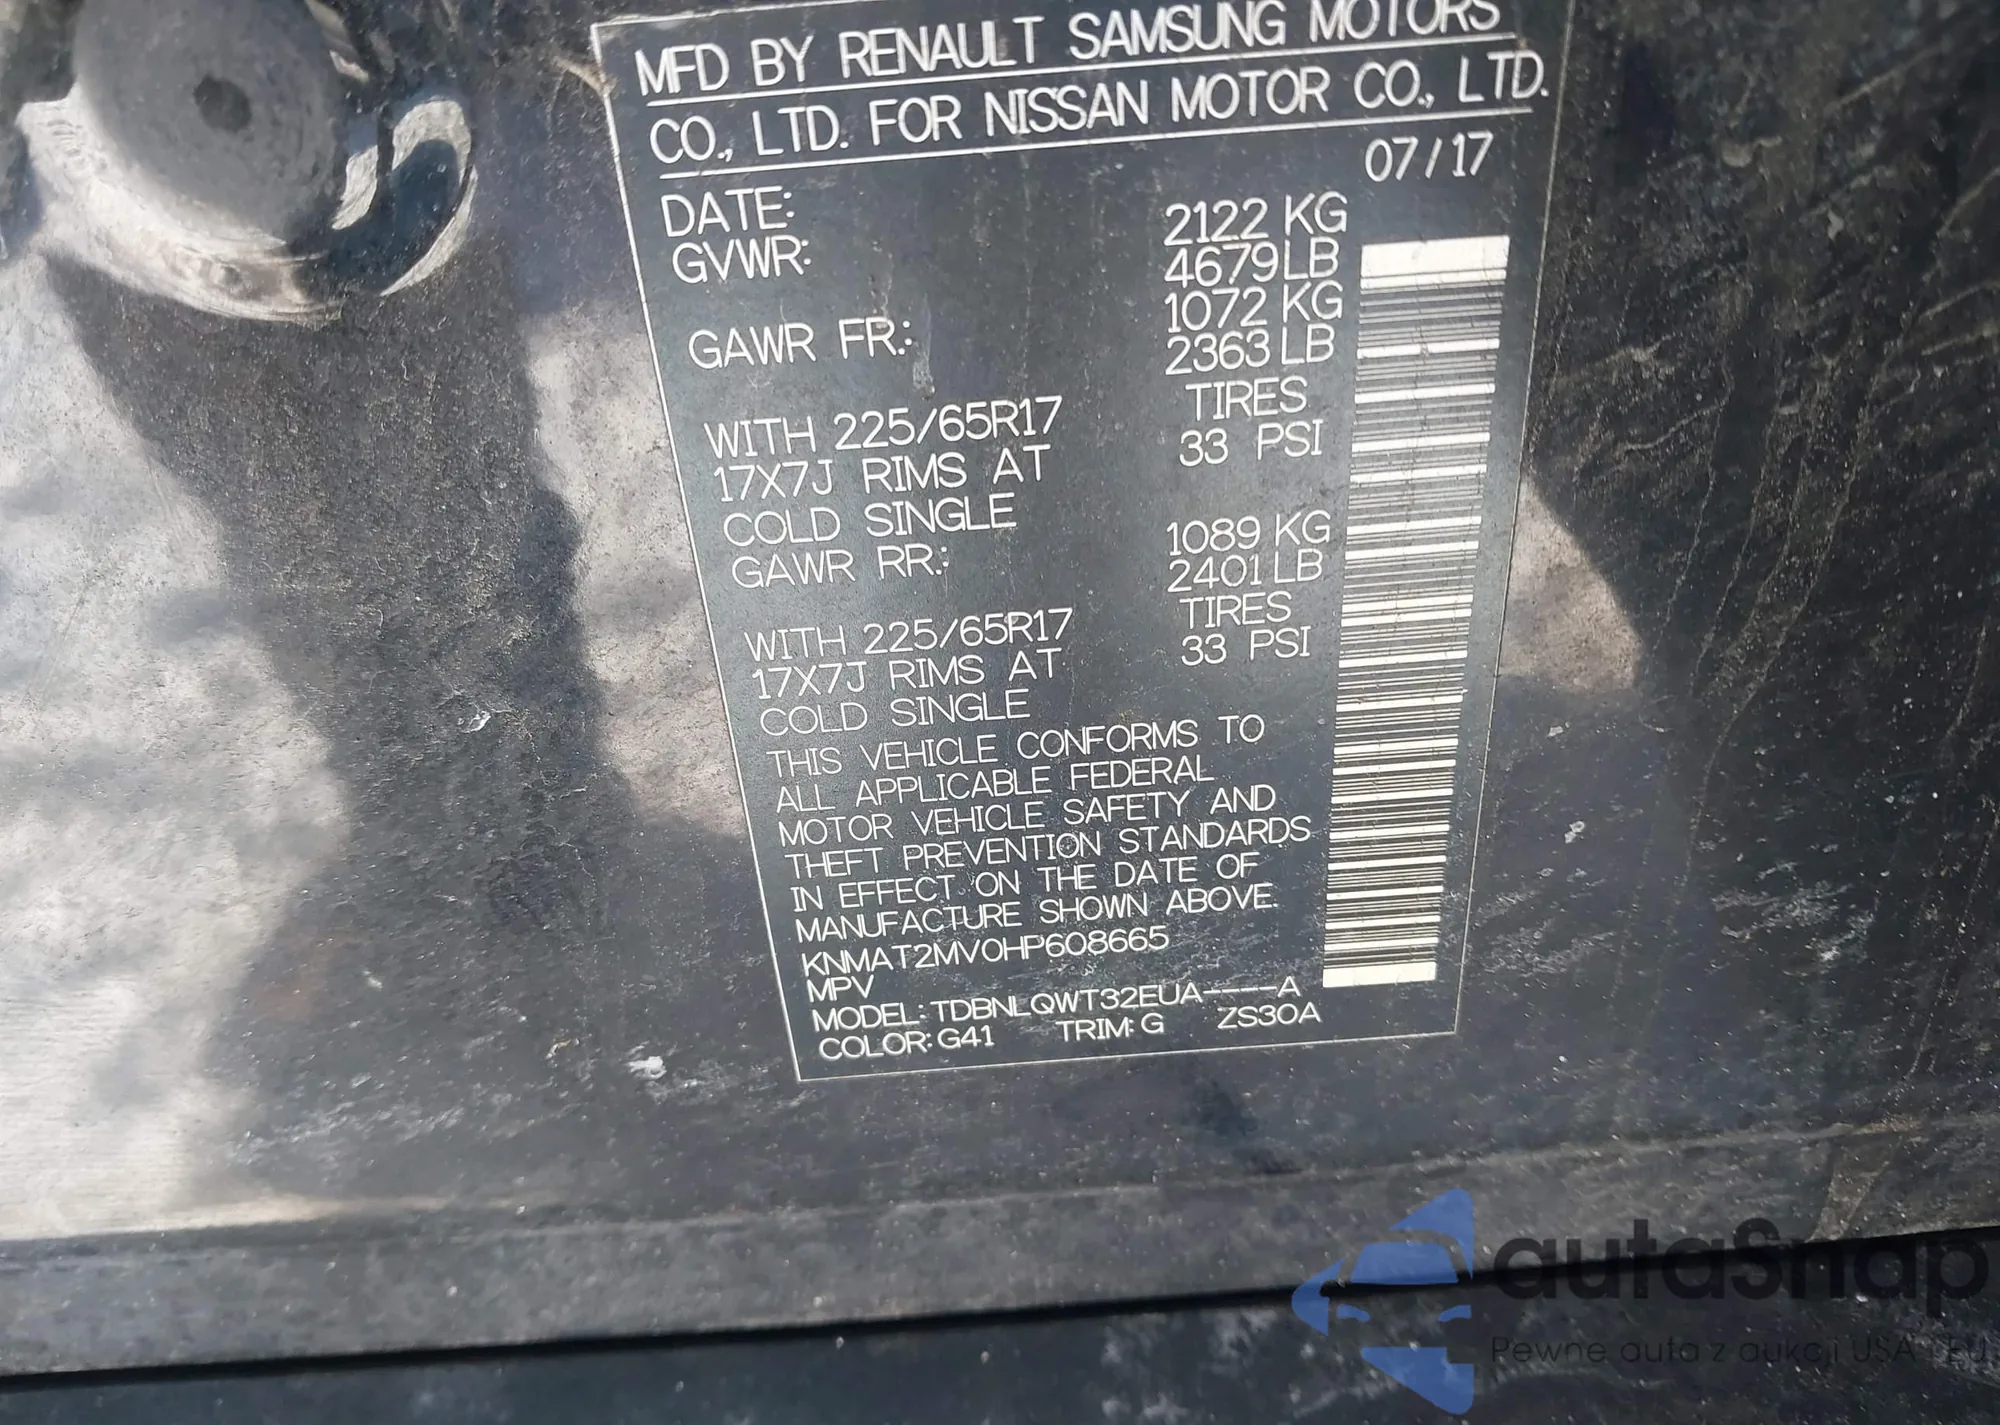 MFD BY RENAULT SAMSUNG MOTORS
CO., LTD. FOR NISSAN MOTOR CO., LTD.
DATE: 07/17
GVWR: 2122 KG
4679 LB
GAWR FR.: 1072 KG
2363 LB
WITH 225/65R17 TIRES
17X7J RIMS AT 33 PSI
COLD SINGLE
GAWR RR.: 1089 KG
2401 LB
WITH 225/65R17 TIRES
17X7J RIMS AT 33 PSI
COLD SINGLE
THIS VEHICLE CONFORMS TO
ALL APPLICABLE FEDERAL
MOTOR VEHICLE SAFETY AND
THEFT PREVENTION STANDARDS
IN EFFECT ON THE DATE OF
MANUFACTURE SHOWN ABOVE.
KNMAT2MV0HP608665
MPV
MODEL: TDBNLQWT32EUA----A
COLOR: G41 TRIM: G ZS30A
autaSnap
Pewne auta z aukcji USA i EU